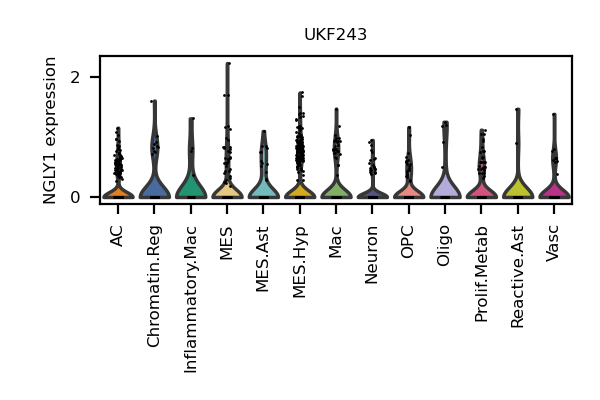 UKF243
NGLY1 expression
2
0
AC
Chromatin.Reg
Inflammatory.Mac
MES
MES.Ast
MES.Hyp
Mac
Neuron
OPC
Oligo
Prolif.Metab
Reactive.Ast
Vasc